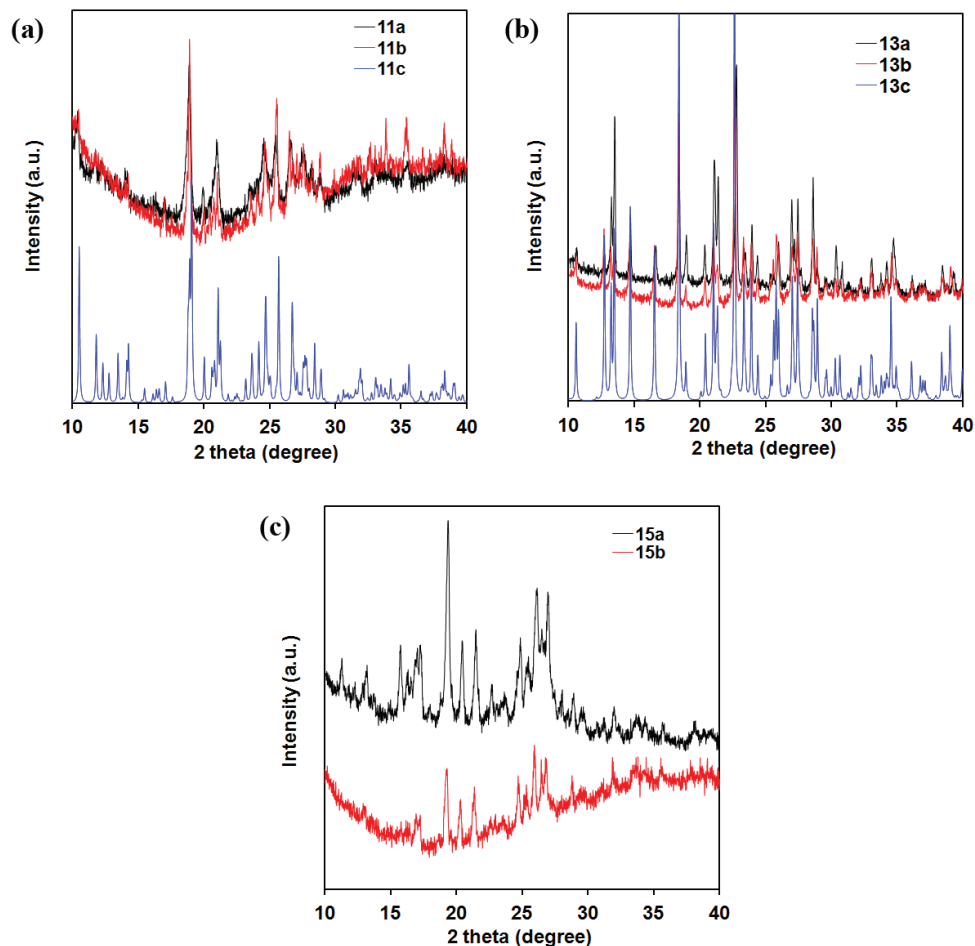 (a)
11a
11b
11c
Intensity (a.u.)
10 15 20 25 30 35 40
2 theta (degree)
(b)
13a
13b
13c
Intensity (a.u.)
10 15 20 25 30 35 40
2 theta (degree)
(c)
15a
15b
Intensity (a.u.)
10 15 20 25 30 35 40
2 theta (degree)